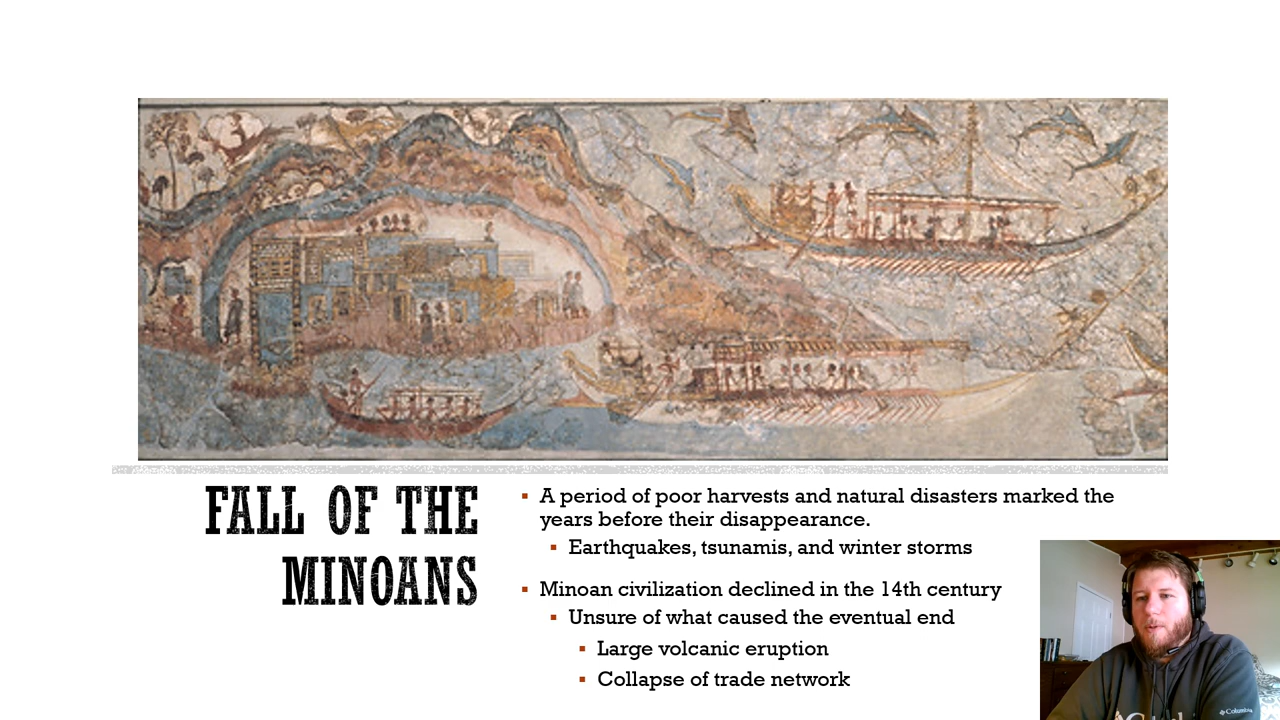 FALL OF THE
MINOANS
▪ A period of poor harvests and natural disasters marked the
years before their disappearance.
▪ Earthquakes, tsunamis, and winter storms
▪ Minoan civilization declined in the 14th century
▪ Unsure of what caused the eventual end
▪ Large volcanic eruption
▪ Collapse of trade network
Columbia